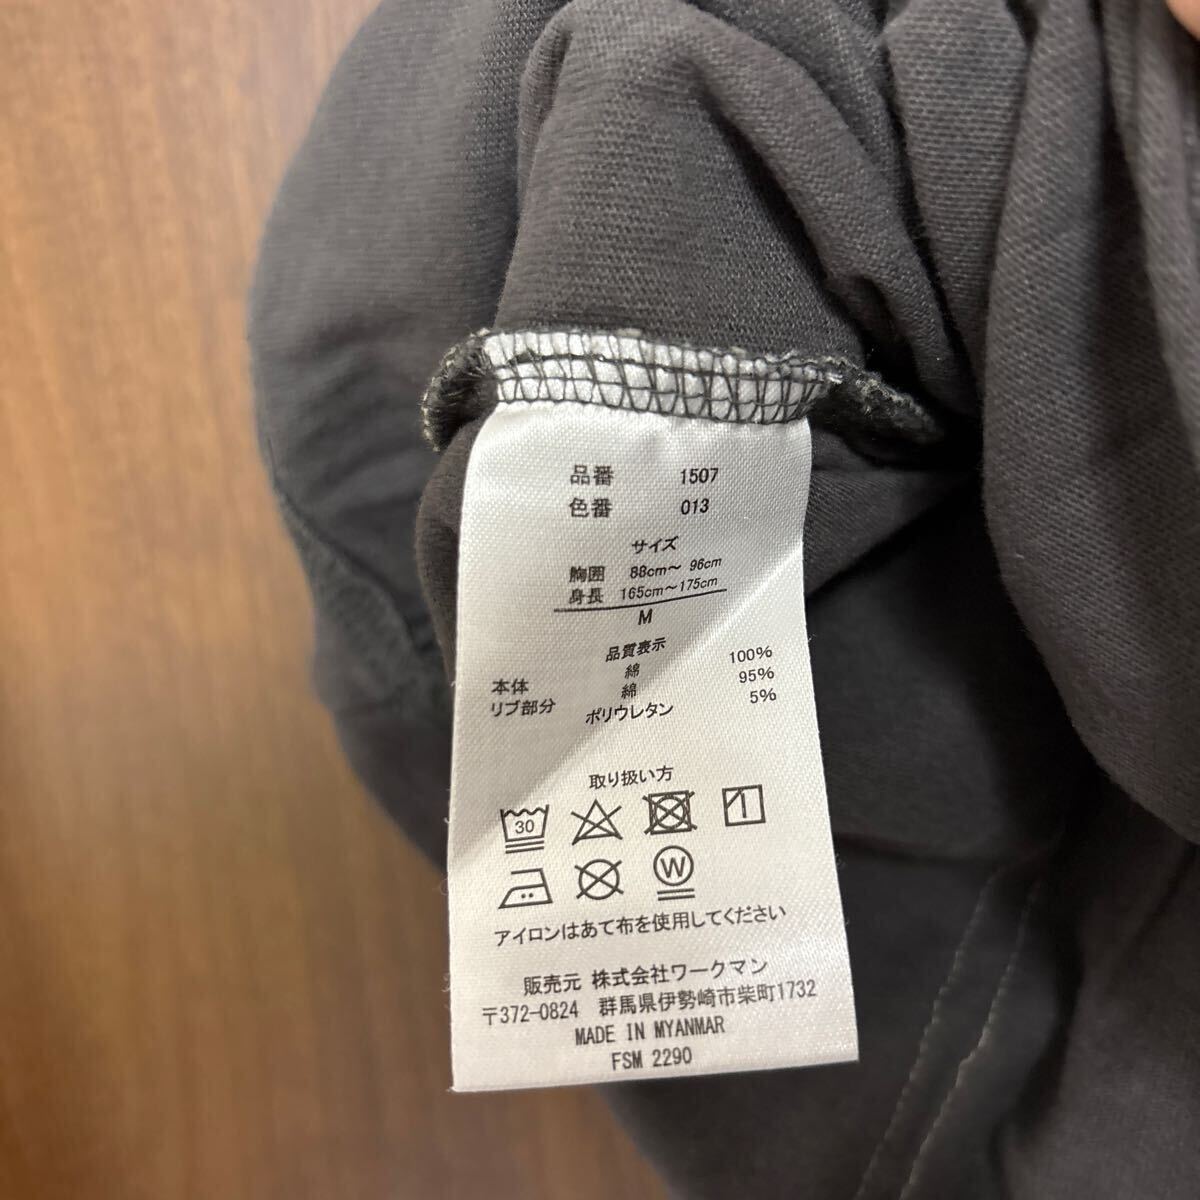 品番 1507
色番 013
サイズ
胸囲 88cm～ 96cm
身長 165cm～175cm
M
品質表示
本体 綿 100%
リブ部分 綿 95%
ポリウレタン 5%
取り扱い方
30
W
アイロンはあて布を使用してください
販売元 株式会社ワークマン
〒372-0824 群馬県伊勢崎市柴町1732
MADE IN MYANMAR
FSM 2290